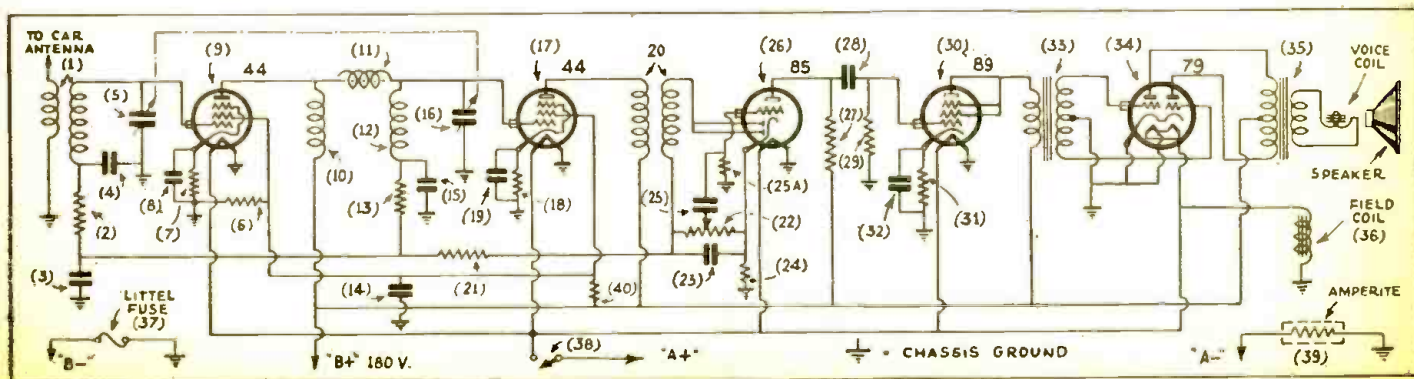 TO CAR
ANTENNA
(1)
(9)
44
(11)
(17)
44
20
(26)
85
(28)
(30)
89
(33)
(34)
79
(35)
VOICE
COIL
(5)
(16)
(12)
(10)
(4)
(8)
(7)
(6)
(15)
(13)
(19)
(18)
(25A)
(25)
(22)
(27)
(29)
(32)
(31)
SPEAKER
(2)
(3)
(14)
(21)
(40)
(23)
(24)
FIELD
COIL
(36)
LITTEL
FUSE
(37)
"B-"
"B+" 180 V.
(38)
"A+"
= CHASSIS GROUND
"A-"
AMPERITE
(39)